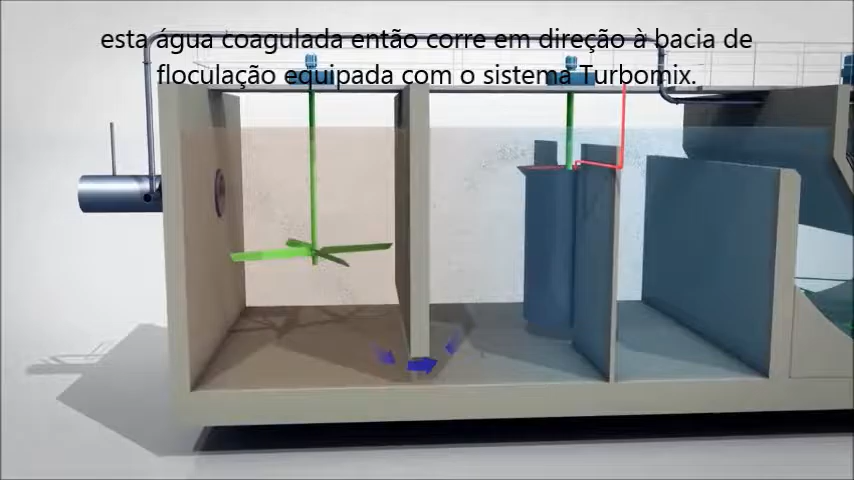 esta água coagulada então corre em direção à bacia de
floculação equipada com o sistema Turbomix.